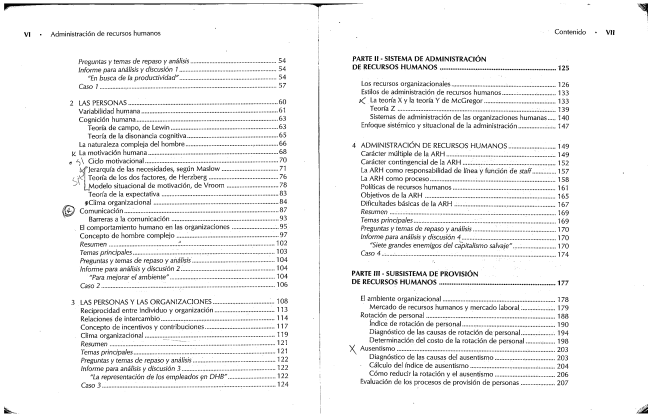 VI • Administración de recursos humanos
Preguntas y temas de repaso y análisis 54
Informe para análisis y discusión 1 54
"En busca de la productividad" 54
Caso 1 57
2 LAS PERSONAS 60
Variabilidad humana 61
Cognición humana 63
Teoría de campo, de Lewin 63
Teoría de la disonancia cognitiva 65
La naturaleza compleja del hombre 66
La motivación humana 68
Ciclo motivacional 70
Jerarquía de las necesidades, según Maslow 71
Teoría de los dos factores, de Herzberg 76
Modelo situacional de motivación, de Vroom 78
Teoría de la expectativa 83
Clima organizacional 84
Comunicación 87
Barreras a la comunicación 93
El comportamiento humano en las organizaciones 95
Concepto de hombre complejo 97
Resumen 102
Temas principales 103
Preguntas y temas de repaso y análisis 104
Informe para análisis y discusión 2 104
"Para mejorar el ambiente" 104
Caso 2 106
3 LAS PERSONAS Y LAS ORGANIZACIONES 108
Reciprocidad entre individuo y organización 113
Relaciones de intercambio 114
Concepto de incentivos y contribuciones 117
Clima organizacional 119
Resumen 121
Temas principales 121
Preguntas y temas de repaso y análisis 122
Informe para análisis y discusión 3 122
"La representación de los empleados en DHB" 122
Caso 3 124
Contenido • VII
PARTE II - SISTEMA DE ADMINISTRACIÓN
DE RECURSOS HUMANOS 125
Los recursos organizacionales 126
Estilos de administración de recursos humanos 133
La teoría X y la teoría Y de McGregor 133
Teoría Z 139
Sistemas de administración de las organizaciones humanas 140
Enfoque sistémico y situacional de la administración 147
4 ADMINISTRACIÓN DE RECURSOS HUMANOS 149
Carácter múltiple de la ARH 149
Carácter contingencial de la ARH 152
La ARH como responsabilidad de línea y función de staff 157
La ARH como proceso 158
Políticas de recursos humanos 161
Objetivos de la ARH 165
Dificultades básicas de la ARH 167
Resumen 169
Temas principales 169
Preguntas y temas de repaso y análisis 170
Informe para análisis y discusión 4 170
"Siete grandes enemigos del capitalismo salvaje" 170
Caso 4 174
PARTE III - SUBSISTEMA DE PROVISIÓN
DE RECURSOS HUMANOS 177
El ambiente organizacional 178
Mercado de recursos humanos y mercado laboral 179
Rotación de personal 188
Índice de rotación de personal 190
Diagnóstico de las causas de rotación de personal 194
Determinación del costo de la rotación de personal 198
Ausentismo 203
Diagnóstico de las causas del ausentismo 203
Cálculo del índice de ausentismo 204
Cómo reducir la rotación y el ausentismo 206
Evaluación de los procesos de provisión de personas 207